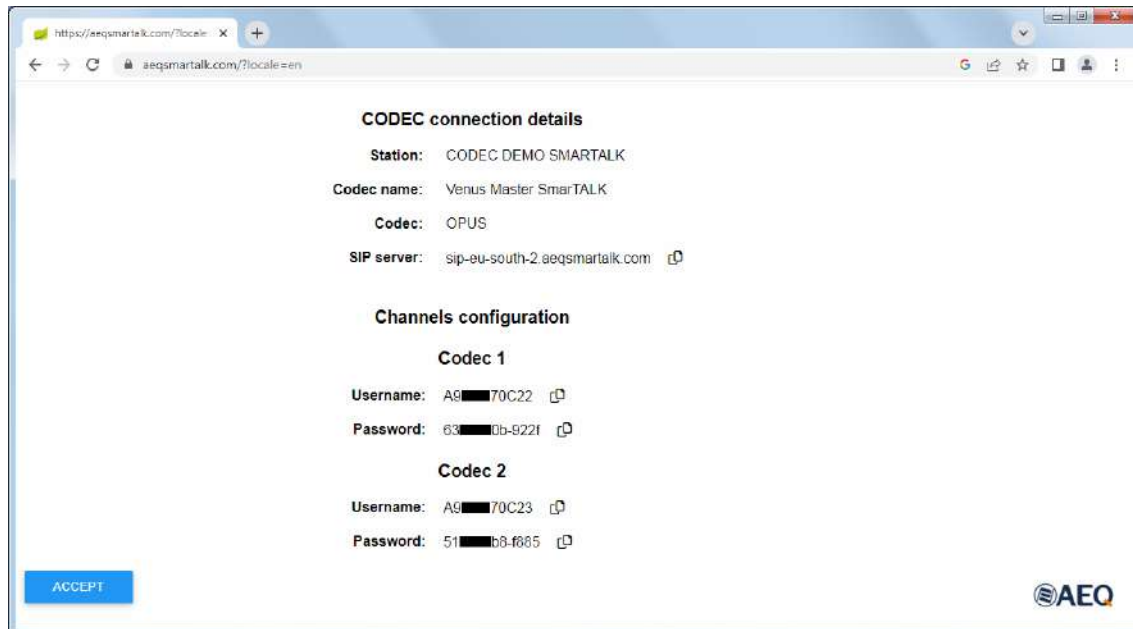 https://aeqsmartalk.com/?locale
aeqsmartalk.com/?locale=en
CODEC connection details
Station: CODEC DEMO SMARTALK
Codec name: Venus Master SmarTALK
Codec: OPUS
SIP server: sip-eu-south-2.aeqsmartalk.com
Channels configuration
Codec 1
Username: A9 70C22
Password: 63 0b-922f
Codec 2
Username: A9 70C23
Password: 51 b8-f885
ACCEPT
AEQ